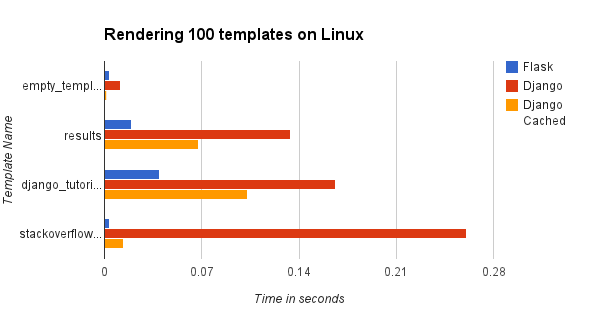 Rendering 100 templates on Linux
Flask
Django
Django
Cached
Template Name
empty_templ...
results
django_tutori...
stackoverflow...
0
0.07
0.14
0.21
0.28
Time in seconds